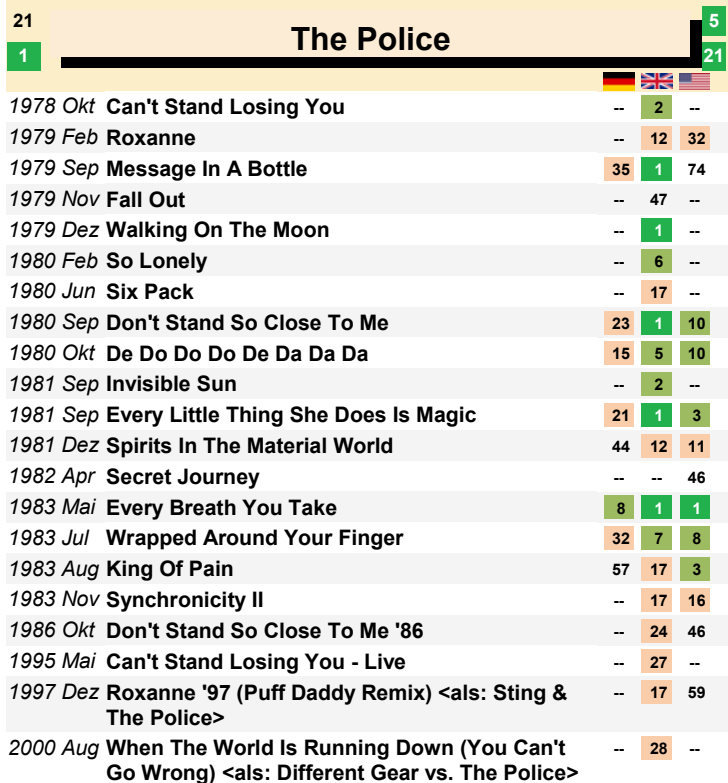 21 The Police 5
1 21
1978 Okt Can't Stand Losing You -- 2 --
1979 Feb Roxanne -- 12 32
1979 Sep Message In A Bottle 35 1 74
1979 Nov Fall Out -- 47 --
1979 Dez Walking On The Moon -- 1 --
1980 Feb So Lonely -- 6 --
1980 Jun Six Pack -- 17 --
1980 Sep Don't Stand So Close To Me 23 1 10
1980 Okt De Do Do Do De Da Da Da 15 5 10
1981 Sep Invisible Sun -- 2 --
1981 Sep Every Little Thing She Does Is Magic 21 1 3
1981 Dez Spirits In The Material World 44 12 11
1982 Apr Secret Journey -- -- 46
1983 Mai Every Breath You Take 8 1 1
1983 Jul Wrapped Around Your Finger 32 7 8
1983 Aug King Of Pain 57 17 3
1983 Nov Synchronicity II -- 17 16
1986 Okt Don't Stand So Close To Me '86 -- 24 46
1995 Mai Can't Stand Losing You - Live -- 27 --
1997 Dez Roxanne '97 (Puff Daddy Remix) <als: Sting & -- 17 59
The Police>
2000 Aug When The World Is Running Down (You Can't -- 28 --
Go Wrong) <als: Different Gear vs. The Police>